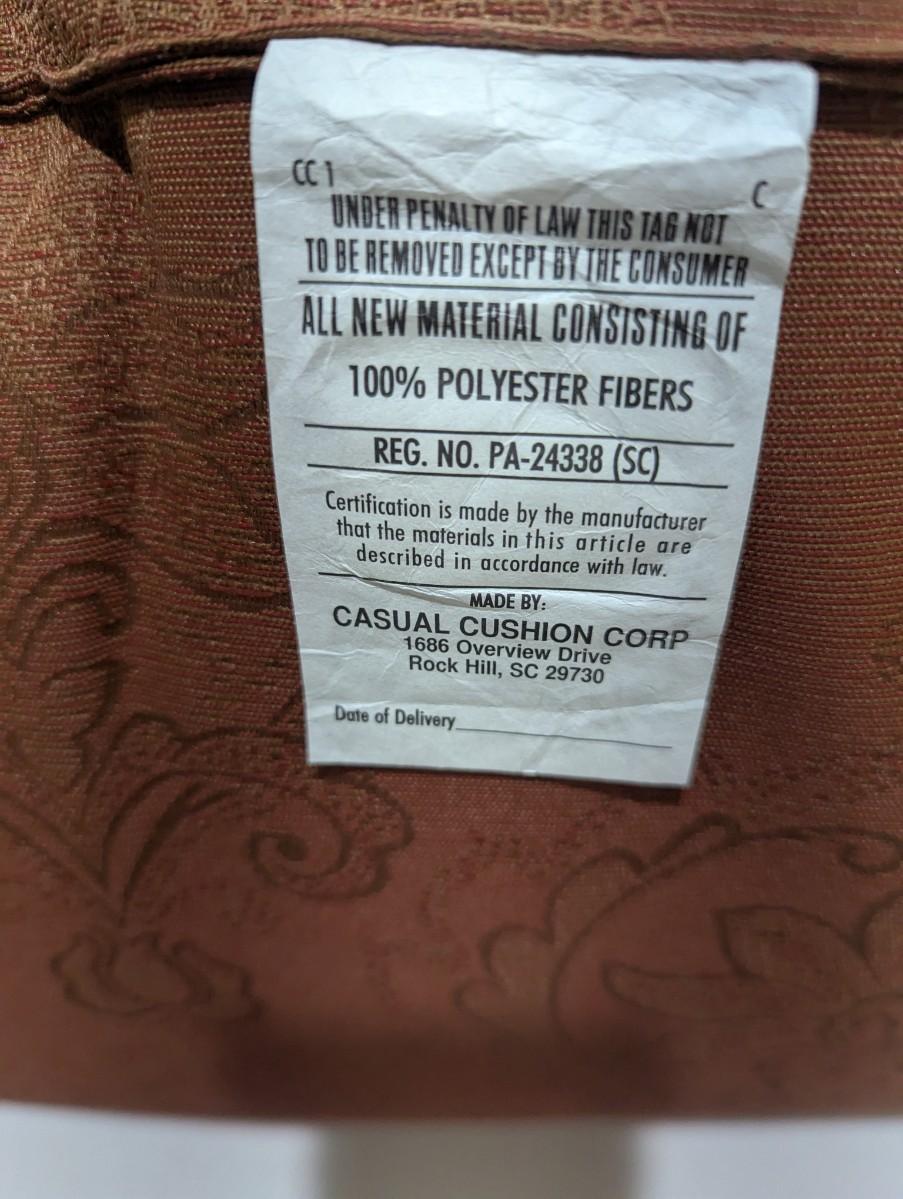 CC 1
C
UNDER PENALTY OF LAW THIS TAG NOT
TO BE REMOVED EXCEPT BY THE CONSUMER
ALL NEW MATERIAL CONSISTING OF
100% POLYESTER FIBERS
REG. NO. PA-24338 (SC)
Certification is made by the manufacturer
that the materials in this article are
described in accordance with law.
MADE BY:
CASUAL CUSHION CORP
1686 Overview Drive
Rock Hill, SC 29730
Date of Delivery